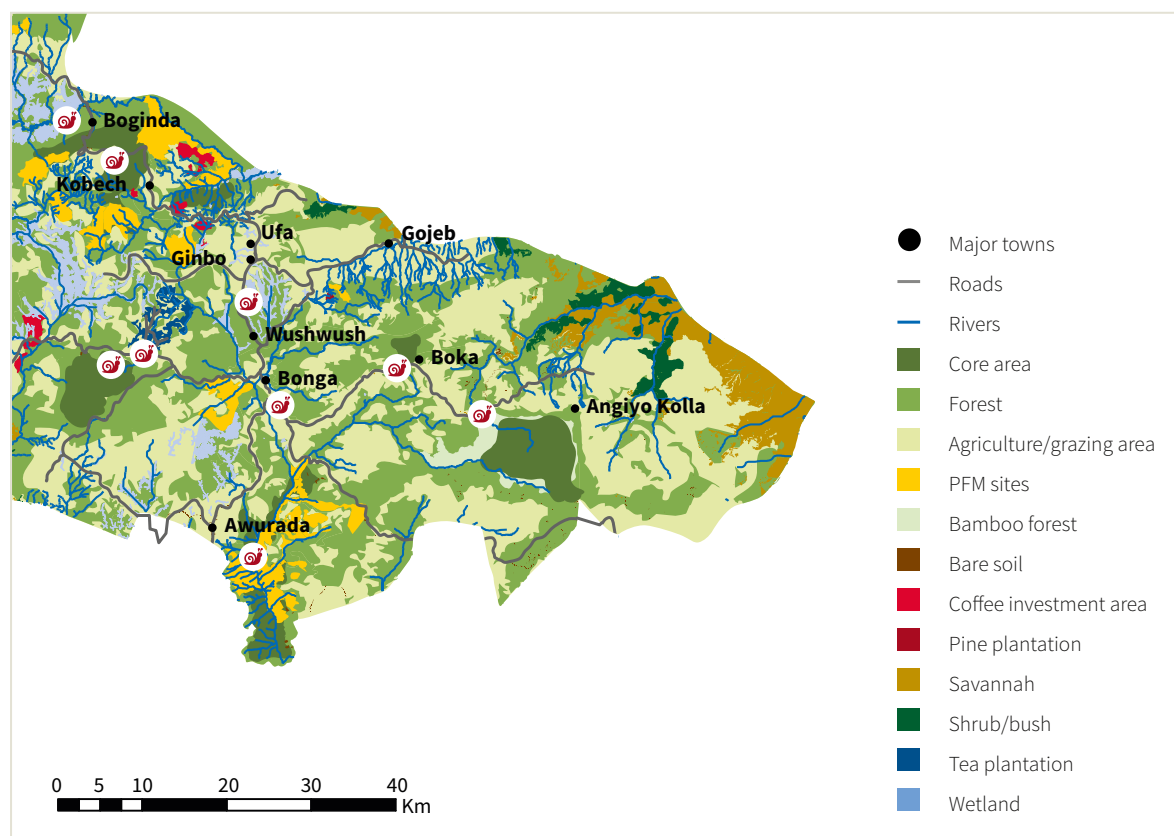 Boginda
Kobech
Ufa
Gojeb
Ginbo
Wushwush
Boka
Bonga
Angiyo Kolla
Awurada
Major towns
Roads
Rivers
Core area
Forest
Agriculture/grazing area
PFM sites
Bamboo forest
Bare soil
Coffee investment area
Pine plantation
Savannah
Shrub/bush
Tea plantation
Wetland
0 5 10 20 30 40
Km